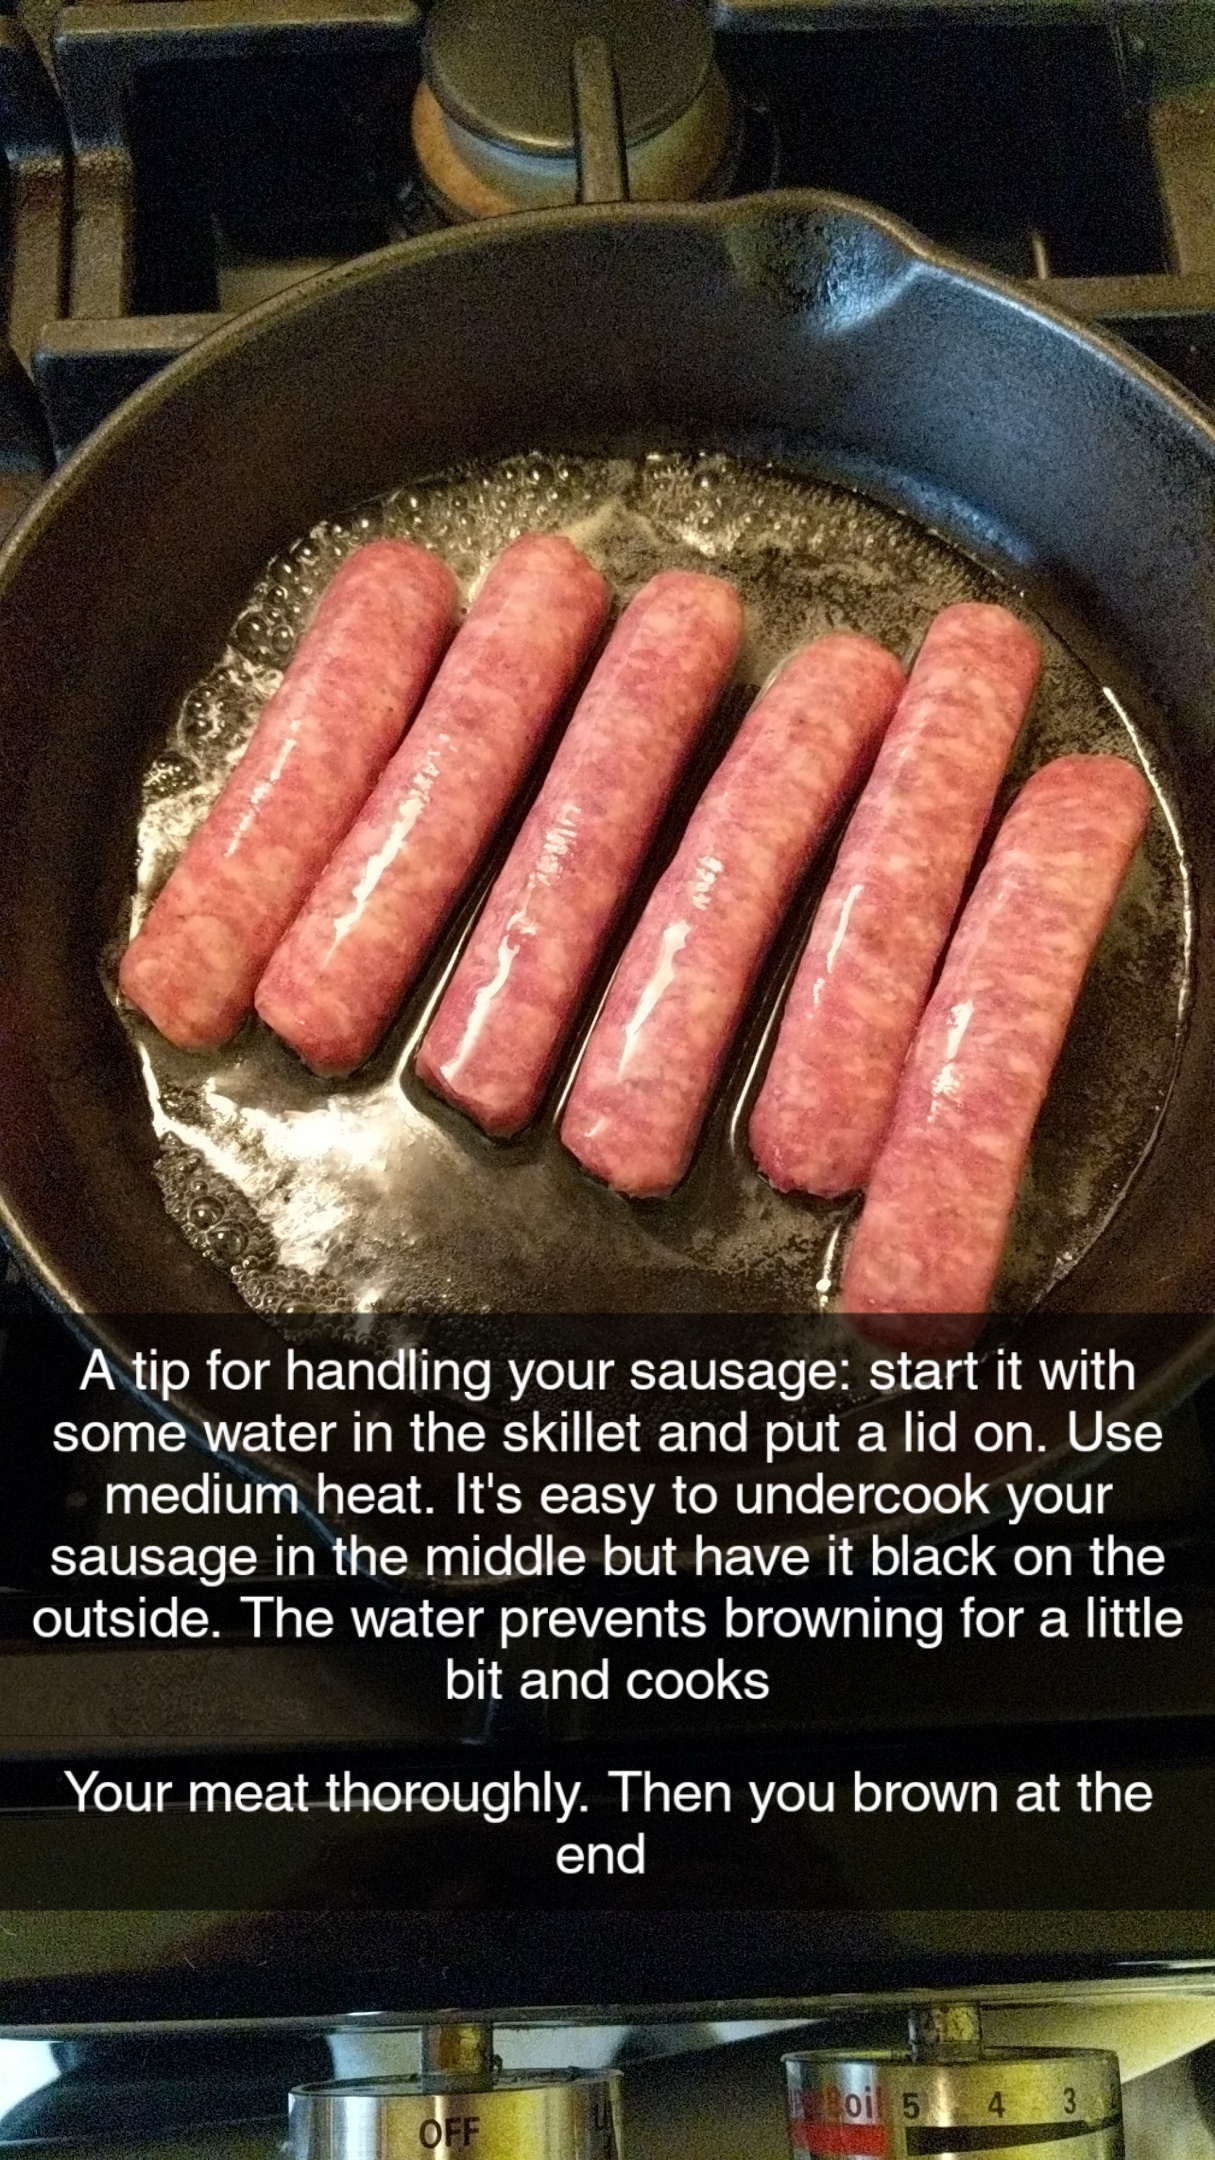 A tip for handling your sausage: start it with
some water in the skillet and put a lid on. Use
medium heat. It's easy to undercook your
sausage in the middle but have it black on the
outside. The water prevents browning for a little
bit and cooks
Your meat thoroughly. Then you brown at the
end
OFF
5 4 3